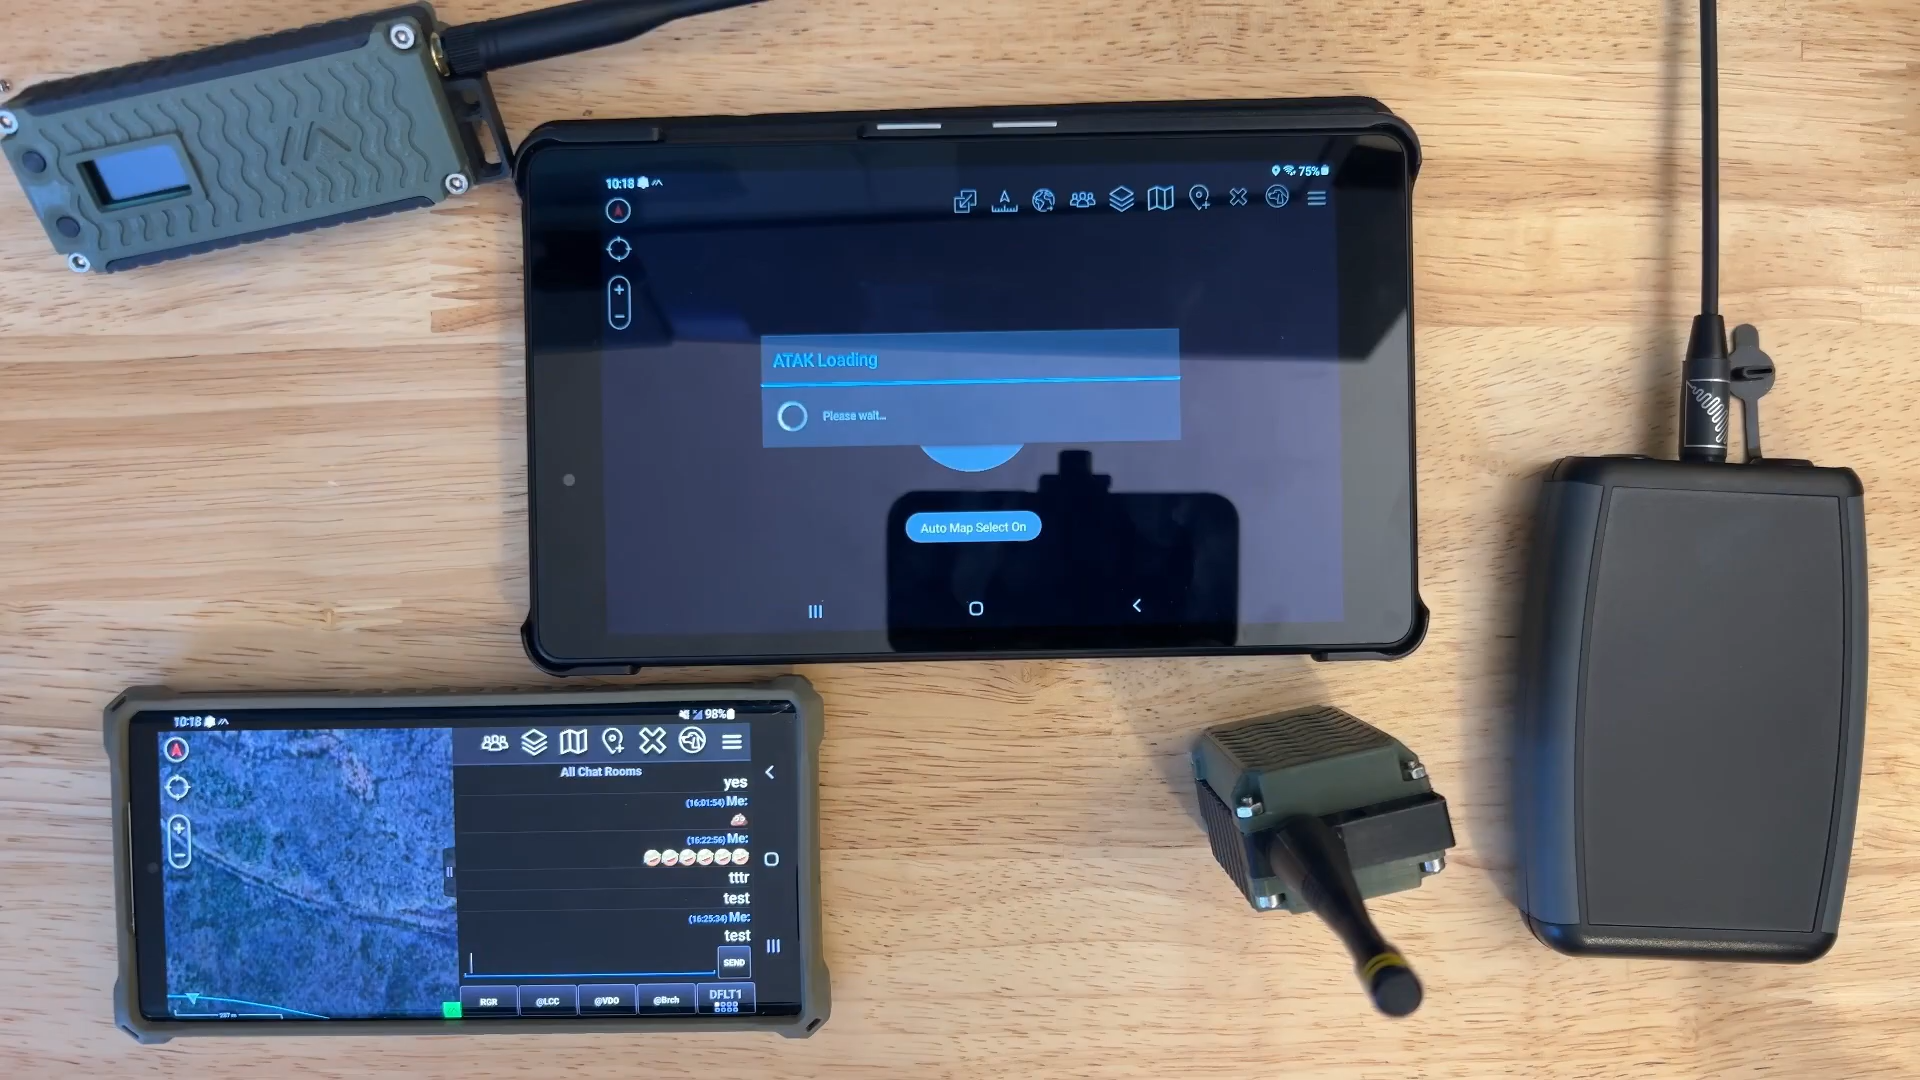 10:18
75%
ATAK Loading
Please wait...
Auto Map Select On
10:18
98%
All Chat Rooms
yes
(16:01:54) Me:
(16:22:56) Me:
tttr
test
(16:25:34) Me:
test
SEND
RGR
@LCC
@VDO
@Brch
DFLT1